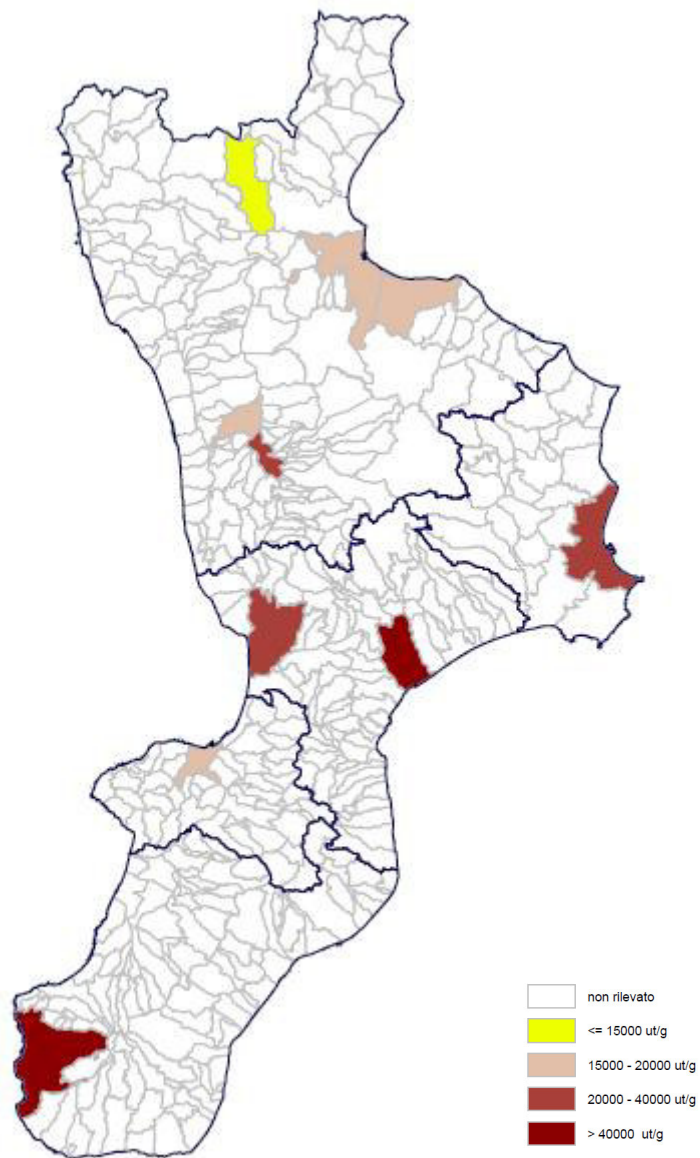 non rilevato
<= 15000 ut/g
15000 - 20000 ut/g
20000 - 40000 ut/g
> 40000 ut/g